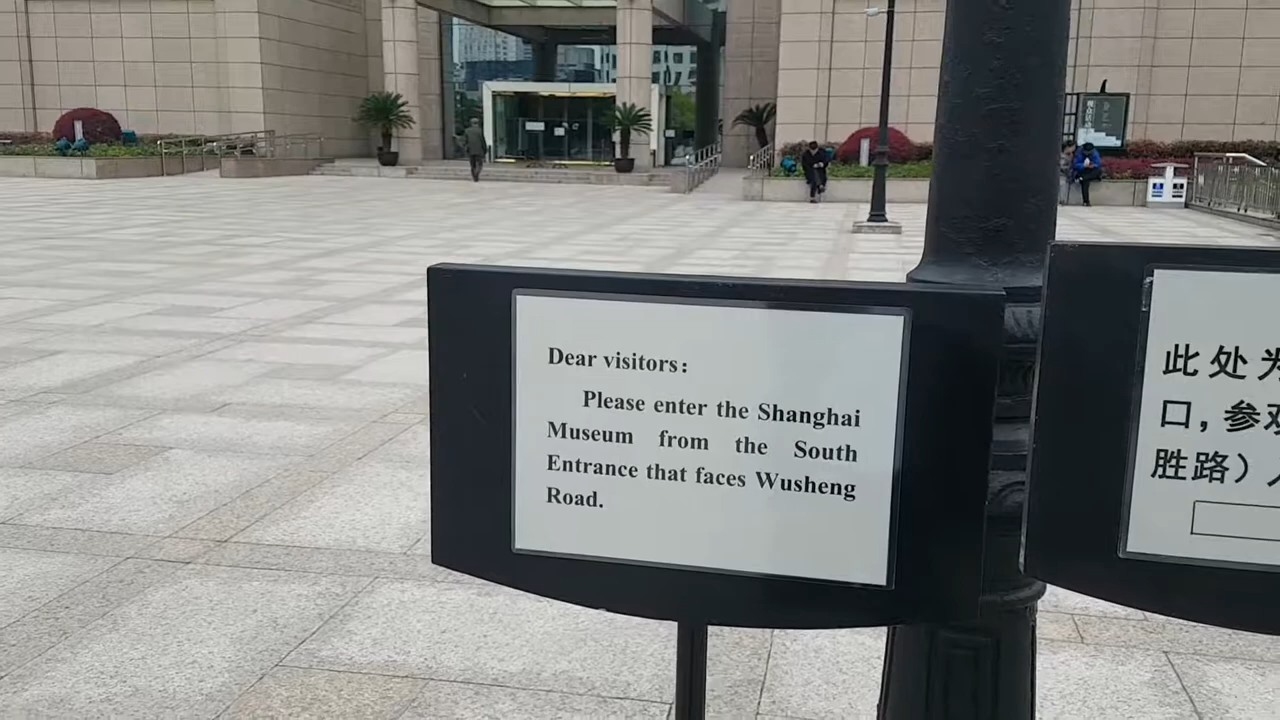 Dear visitors:
Please enter the Shanghai
Museum from the South
Entrance that faces Wusheng
Road.
此处为
口,参观
胜路)